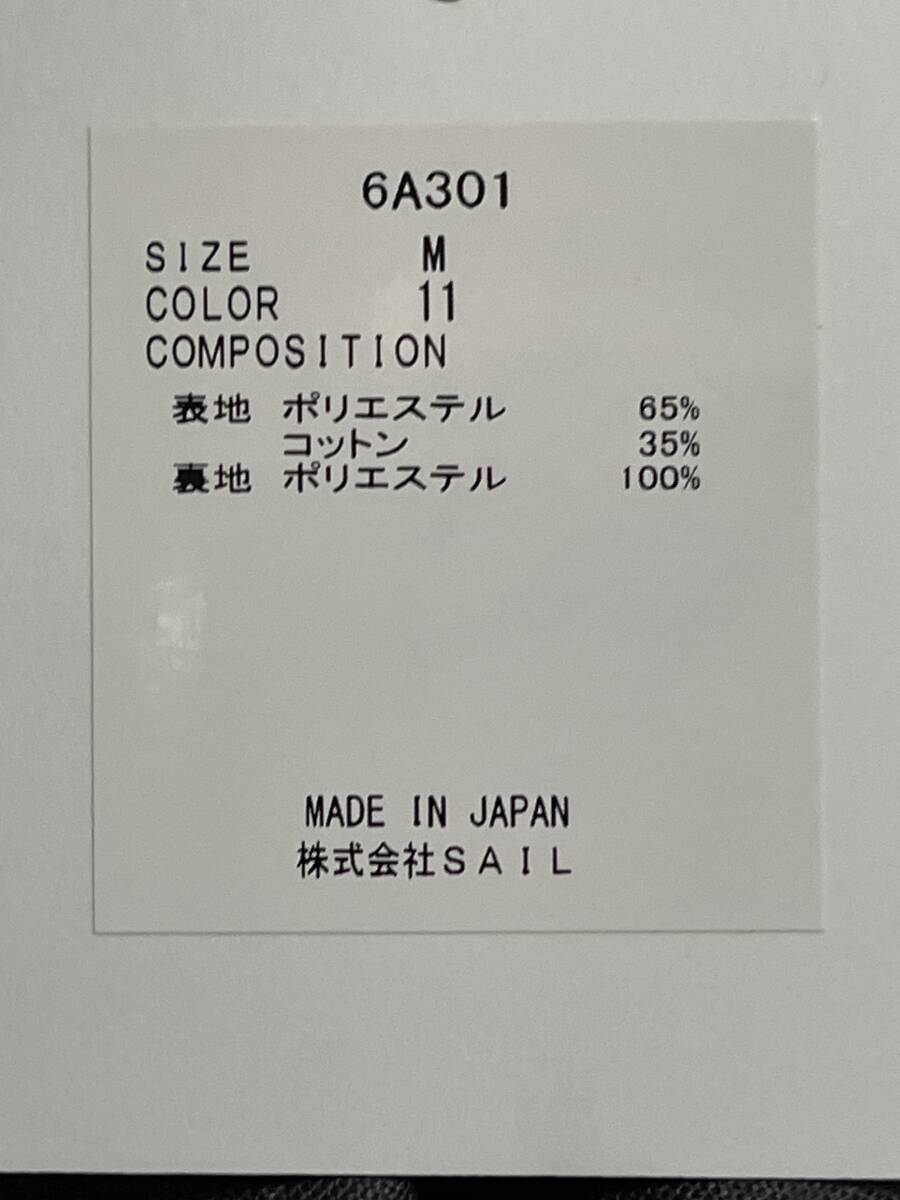 6A301
SIZE M
COLOR 11
COMPOSITION
表地 ポリエステル 65%
コットン 35%
裏地 ポリエステル 100%
MADE IN JAPAN
株式会社SAIL